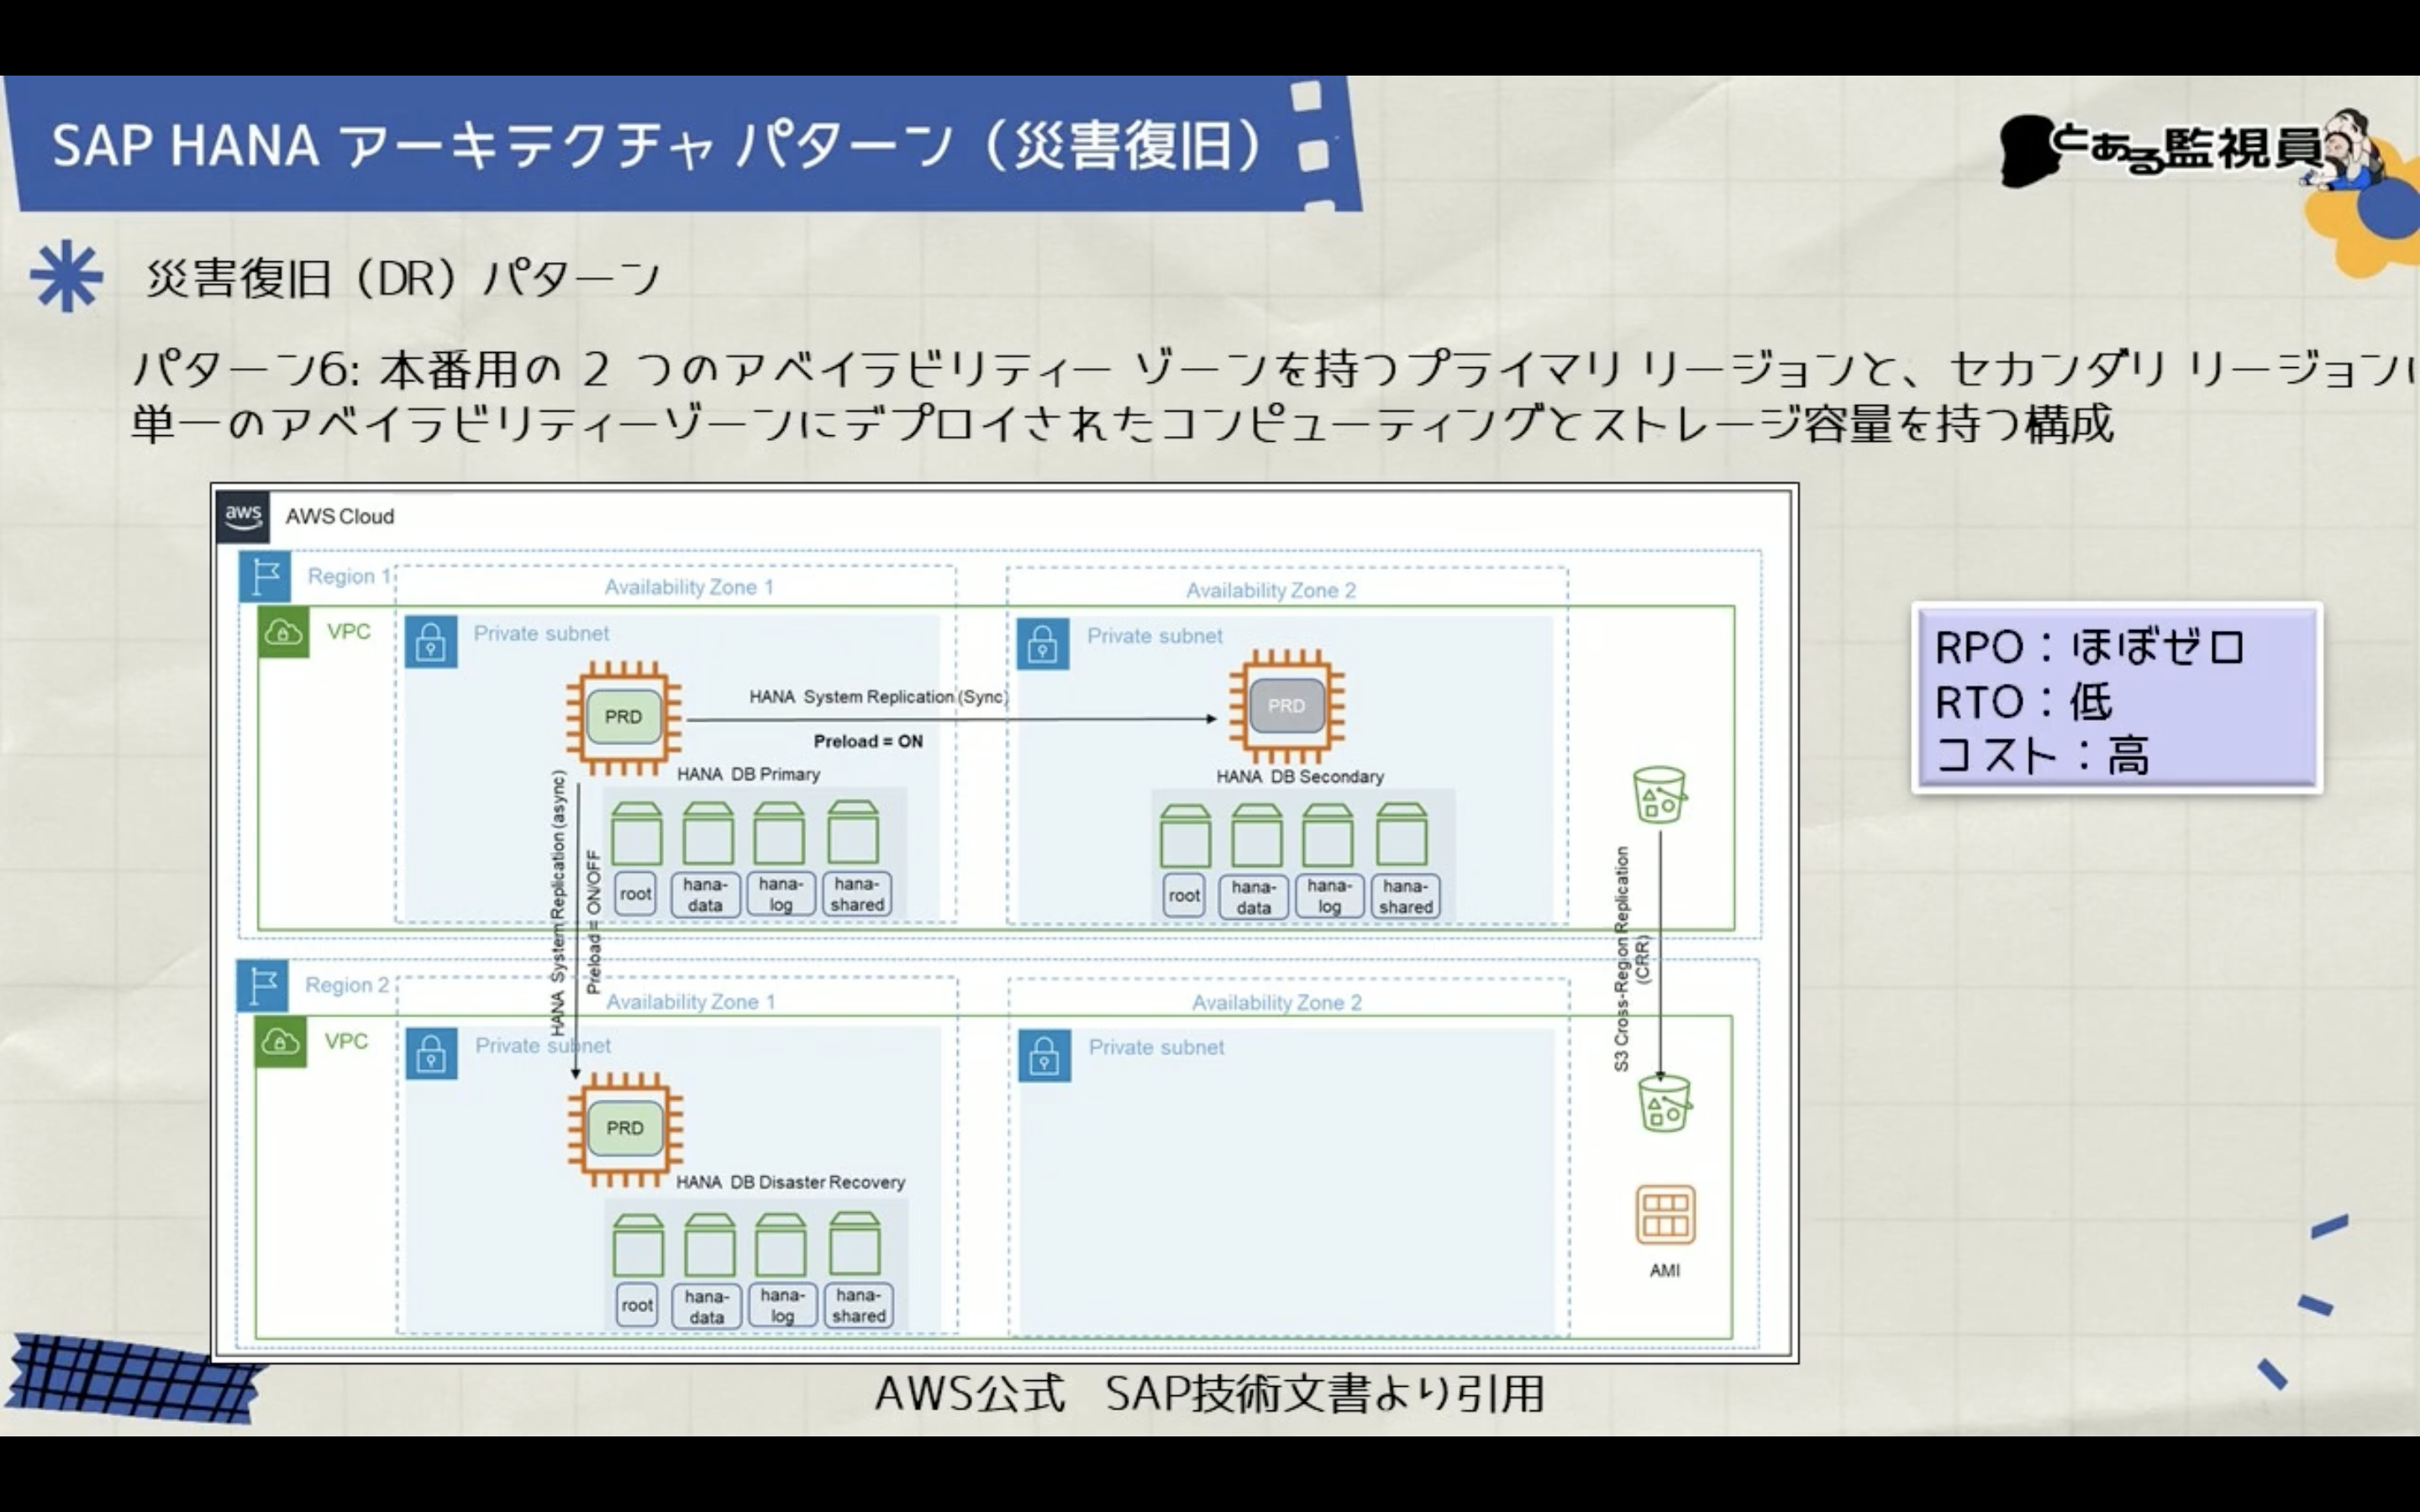 SAP HANA アーキテクチャ パターン（災害復旧）
とある監視員
災害復旧（DR）パターン
パターン6: 本番用の 2 つのアベイラビリティー ゾーンを持つプライマリ リージョンと、セカンダリ リージョン
単一のアベイラビリティーゾーンにデプロイされたコンピューティングとストレージ容量を持つ構成
aws
AWS Cloud
Region 1
Availability Zone 1
Availability Zone 2
VPC
Private subnet
Private subnet
PRD
HANA System Replication (Sync)
Preload = ON
PRD
HANA DB Primary
HANA DB Secondary
root
hana-
data
hana-
log
hana-
shared
root
hana-
data
hana-
log
hana-
shared
HANA System Replication (async)
Preload = ON/OFF
S3 Cross-Region Replication
(CRR)
RPO：ほぼゼロ
RTO：低
コスト：高
Region 2
Availability Zone 1
Availability Zone 2
VPC
Private subnet
Private subnet
PRD
HANA DB Disaster Recovery
root
hana-
data
hana-
log
hana-
shared
AMI
AWS公式　SAP技術文書より引用